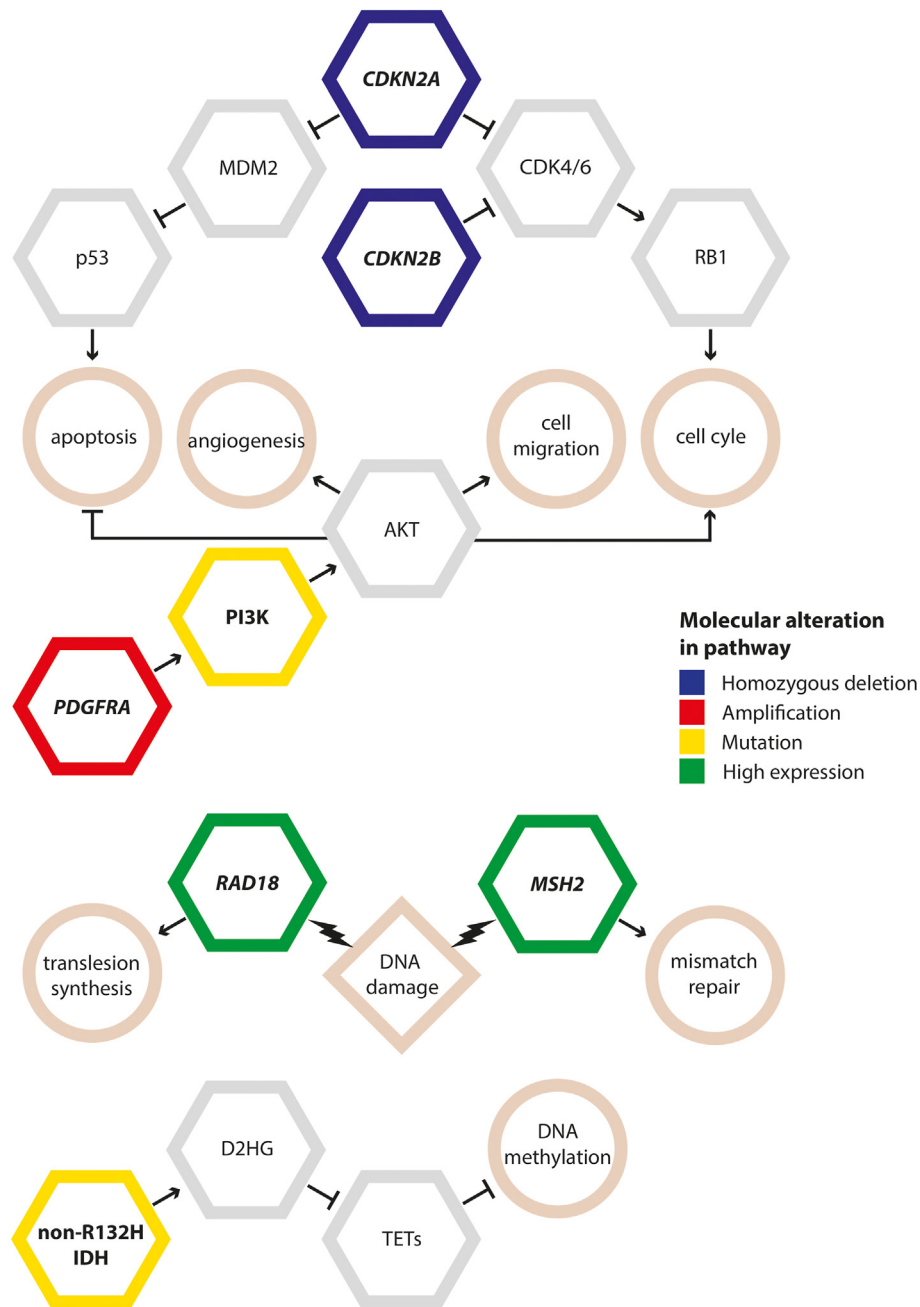 CDKN2A
MDM2
CDK4/6
p53
CDKN2B
RB1
apoptosis
angiogenesis
cell
migration
cell cyle
AKT
PI3K
PDGFRA
Molecular alteration
in pathway
Homozygous deletion
Amplification
Mutation
High expression
RAD18
MSH2
translesion
synthesis
DNA
damage
mismatch
repair
D2HG
DNA
methylation
non-R132H
IDH
TETs